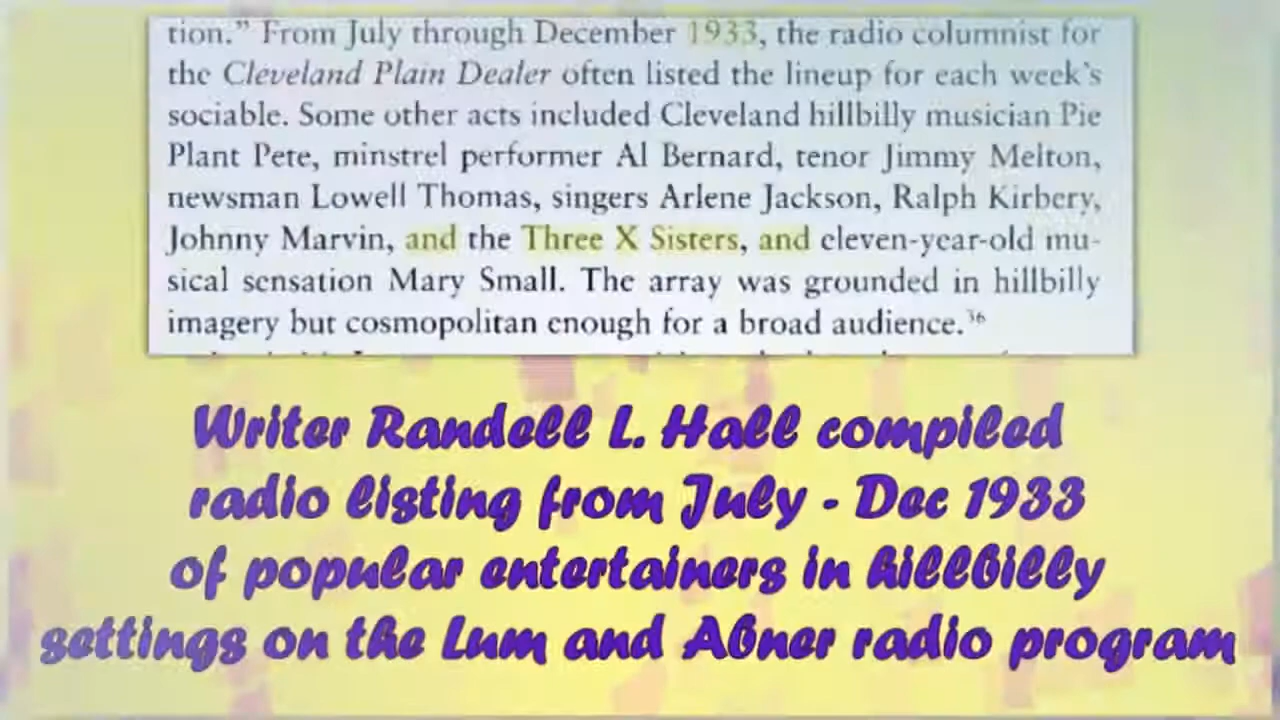 tion.” From July through December 1933, the radio columnist for
the Cleveland Plain Dealer often listed the lineup for each week’s
sociable. Some other acts included Cleveland hillbilly musician Pie
Plant Pete, minstrel performer Al Bernard, tenor Jimmy Melton,
newsman Lowell Thomas, singers Arlene Jackson, Ralph Kirbery,
Johnny Marvin, and the Three X Sisters, and eleven-year-old mu-
sical sensation Mary Small. The array was grounded in hillbilly
imagery but cosmopolitan enough for a broad audience.36
Writer Randell L. Hall compiled
radio listing from July - Dec 1933
of popular entertainers in hillbilly
settings on the Lum and Abner radio program